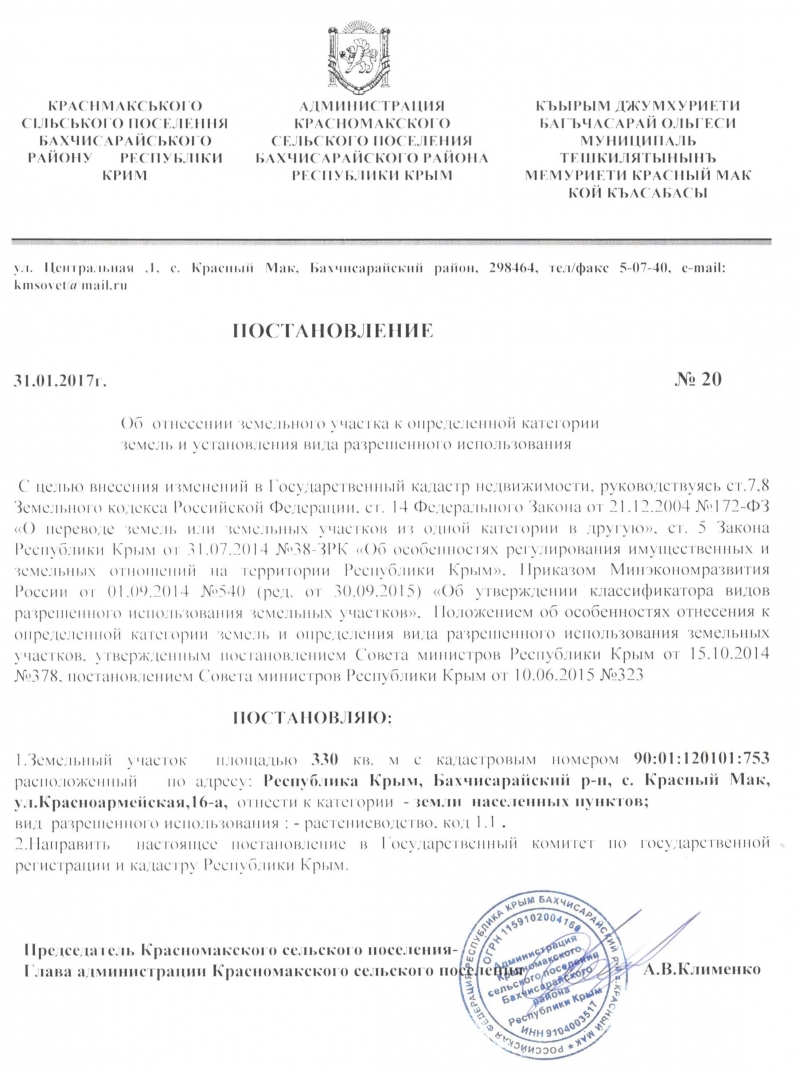 КРАСНМАКСЬКОГО
СІЛЬСЬКОГО ПОСЕЛЕННЯ
БАХЧИСАРАЙСЬКОГО
РАЙОНУ РЕСПУБЛІКИ
КРИМ
АДМИНИСТРАЦИЯ
КРАСНОМАКСКОГО
СЕЛЬСКОГО ПОСЕЛЕНИЯ
БАХЧИСАРАЙСКОГО РАЙОНА
РЕСПУБЛИКИ КРЫМ
КЪЫРЫМ ДЖУМХУРИЕТИ
БАГЪЧАСАРАЙ ОЛЬГЕСИ
МУНИЦИПАЛЬ
ТЕШКИЛЯТЫНЫНЪ
МЕМУРИЕТИ КРАСНЫЙ МАК
КОЙ КЪАСАБАСЫ
ул. Центральная ,1, с. Красный Мак, Бахчисарайский район, 298464, тел/факс 5-07-40, e-mail:
kmsovet@mail.ru
ПОСТАНОВЛЕНИЕ
31.01.2017г. № 20
Об отнесении земельного участка к определенной категории
земель и установления вида разрешенного использования
С целью внесения изменений в Государственный кадастр недвижимости, руководствуясь ст.7,8
Земельного кодекса Российской Федерации, ст. 14 Федерального Закона от 21.12.2004 №172-ФЗ
«О переводе земель или земельных участков из одной категории в другую», ст. 5 Закона
Республики Крым от 31.07.2014 №38-ЗРК «Об особенностях регулирования имущественных и
земельных отношений на территории Республики Крым», Приказом Минэкономразвития
России от 01.09.2014 №540 (ред. от 30.09.2015) «Об утверждении классификатора видов
разрешенного использования земельных участков», Положением об особенностях отнесения к
определенной категории земель и определения вида разрешенного использования земельных
участков, утвержденным постановлением Совета министров Республики Крым от 15.10.2014
№378, постановлением Совета министров Республики Крым от 10.06.2015 №323
ПОСТАНОВЛЯЮ:
1.Земельный участок площадью 330 кв. м с кадастровым номером 90:01:120101:753
расположенный по адресу: Республика Крым, Бахчисарайский р-н, с. Красный Мак,
ул.Красноармейская,16-а, отнести к категории - земли населенных пунктов;
вид разрешенного использования : - растениеводство, код 1.1 .
2.Направить настоящее постановление в Государственный комитет по государственной
регистрации и кадастру Республики Крым.
Председатель Красномакского сельского поселения-
Глава администрации Красномакского сельского поселения А.В.Клименко
РОССИЙСКАЯ ФЕДЕРАЦИЯ РЕСПУБЛИКА КРЫМ БАХЧИСАРАЙСКИЙ КРАСНЫЙ МАК
ОГРН 1159102004160
Администрация
Красномакского
сельского поселения
Бахчисарайского
района
Республики Крым
ИНН 9104003517